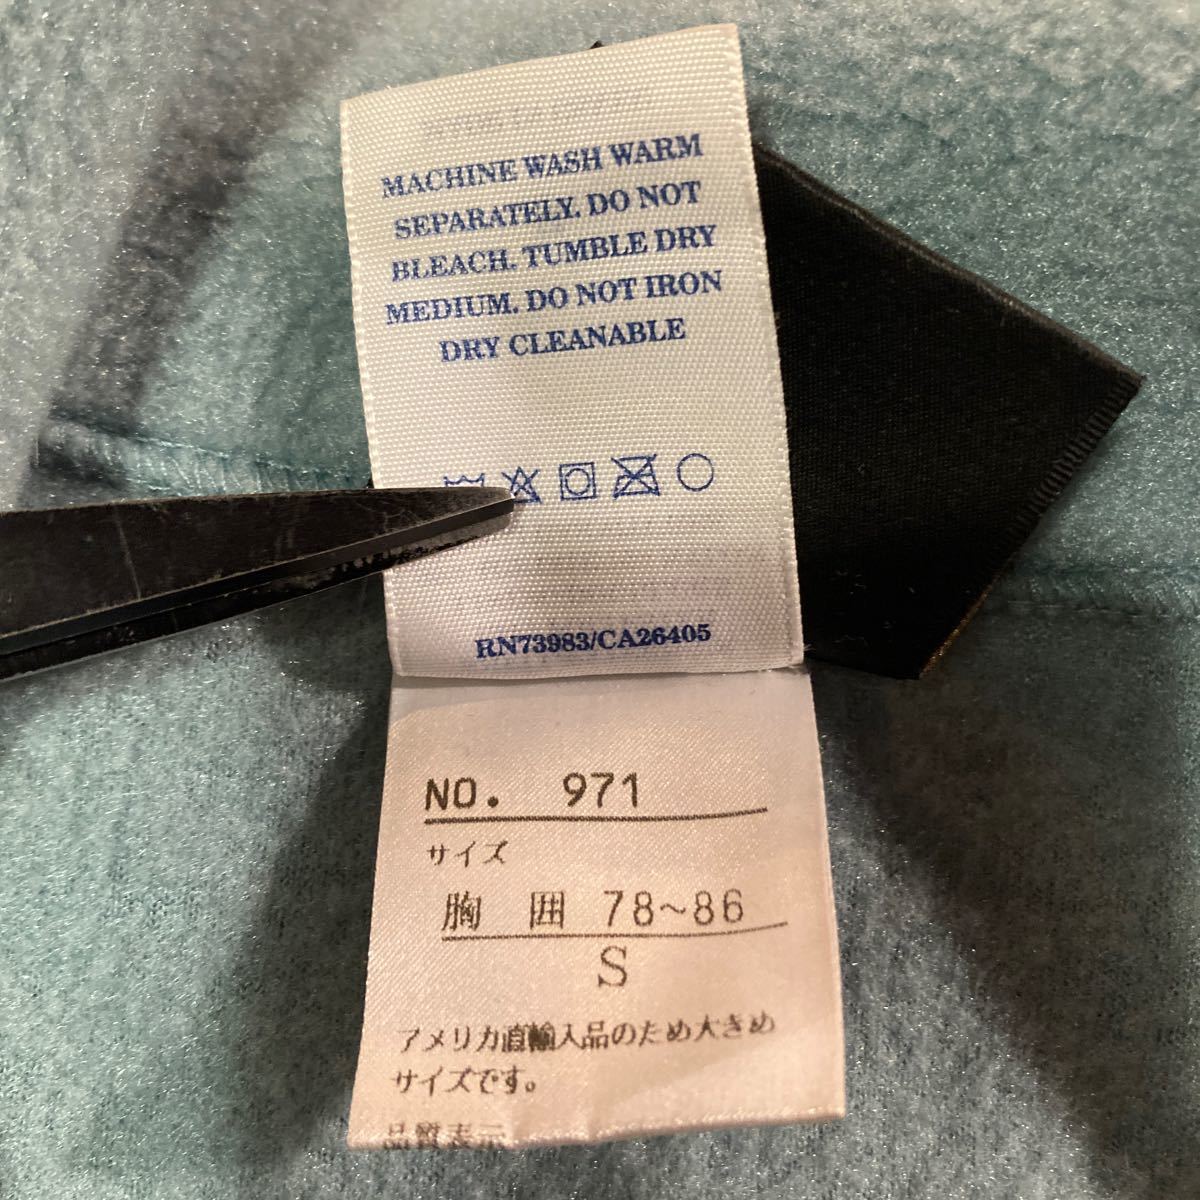 MACHINE WASH WARM
SEPARATELY. DO NOT
BLEACH. TUMBLE DRY
MEDIUM. DO NOT IRON
DRY CLEANABLE
RN73983/CA26405
NO. 971
サイズ
胸 囲 78~86
S
アメリカ直輸入品のため大きめ
サイズです。
品質表示